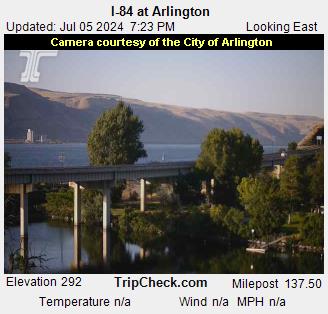 I-84 at Arlington
Updated: Jul 05 2024 7:23 PM Looking East
Camera courtesy of the City of Arlington
Elevation 292 TripCheck.com Milepost 137.50
Temperature n/a Wind n/a MPH n/a